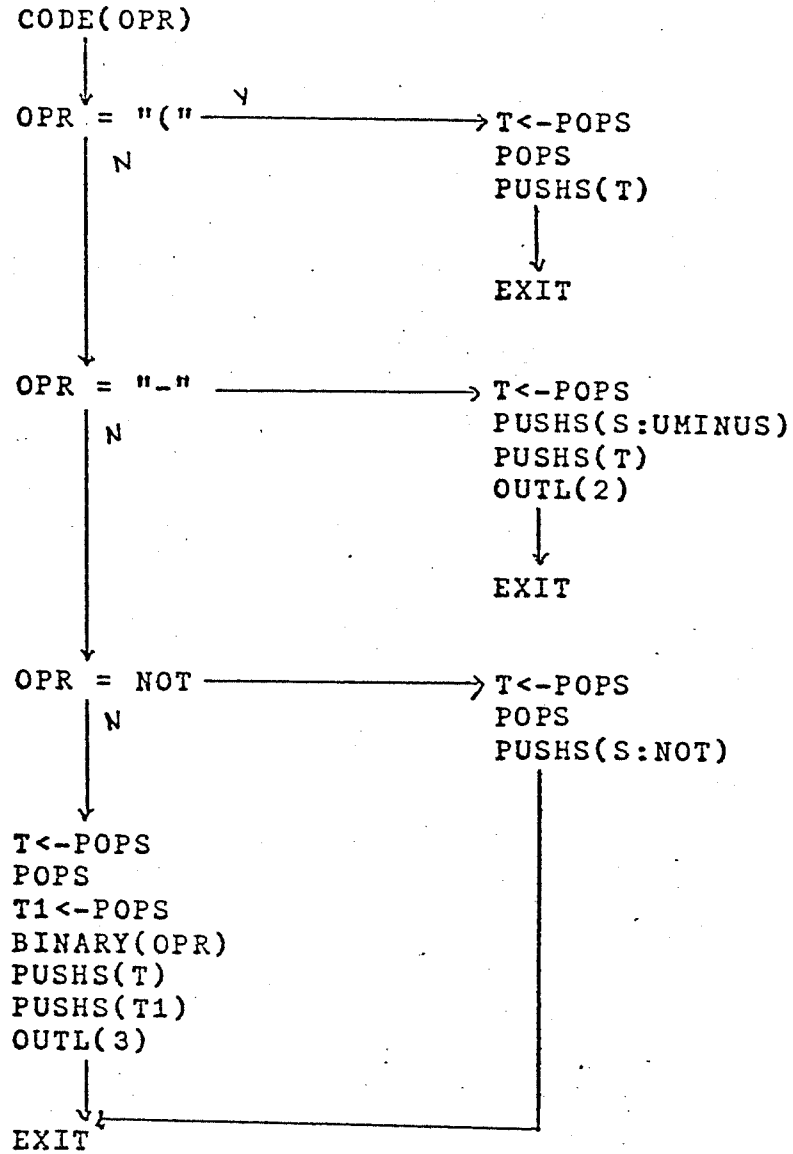 CODE(OPR)
OPR = "(" Y
N
T<-POPS
POPS
PUSHS(T)
EXIT
OPR = "-"
N
T<-POPS
PUSHS(S:UMINUS)
PUSHS(T)
OUTL(2)
EXIT
OPR = NOT
N
T<-POPS
POPS
PUSHS(S:NOT)
T<-POPS
POPS
T1<-POPS
BINARY(OPR)
PUSHS(T)
PUSHS(T1)
OUTL(3)
EXIT